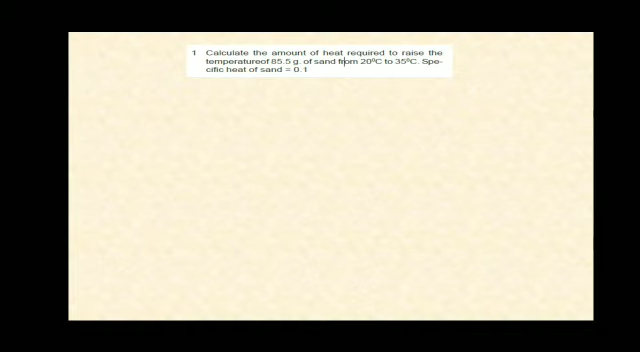 1 Calculate the amount of heat required to raise the
temperatureof 85.5 g. of sand from 20⁰C to 35⁰C. Spe-
cific heat of sand = 0.1